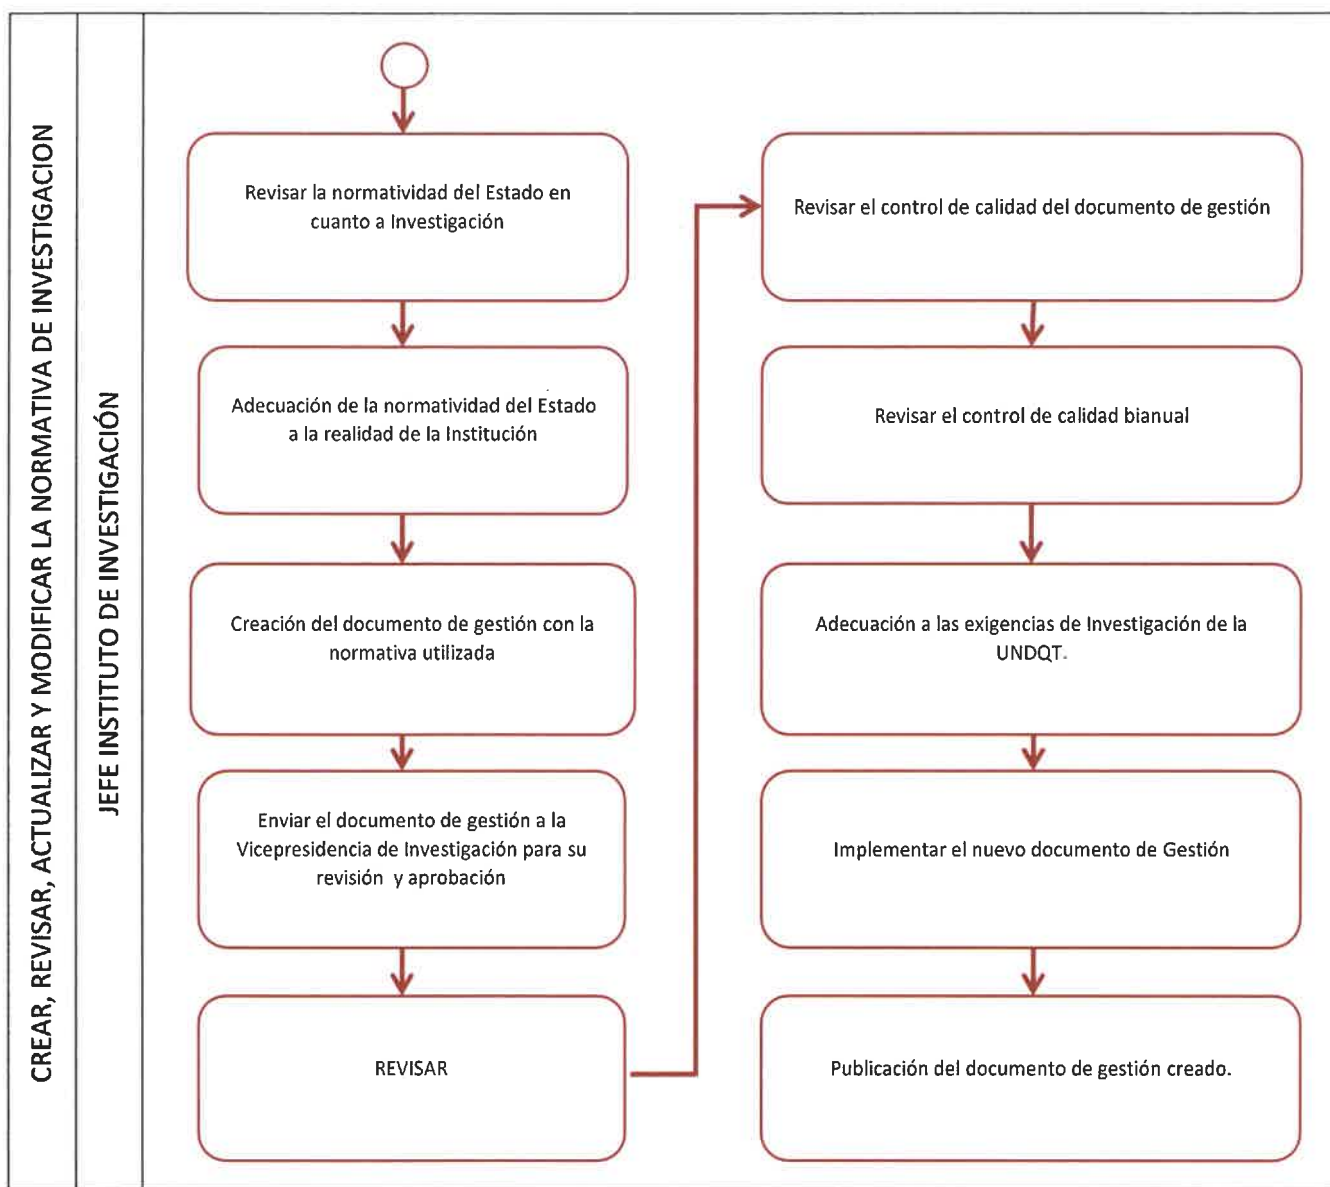 CREAR, REVISAR, ACTUALIZAR Y MODIFICAR LA NORMATIVA DE INVESTIGACION
JEFE INSTITUTO DE INVESTIGACIÓN
Revisar la normatividad del Estado en
cuanto a Investigación
Adecuación de la normatividad del Estado
a la realidad de la Institución
Creación del documento de gestión con la
normativa utilizada
Enviar el documento de gestión a la
Vicepresidencia de Investigación para su
revisión y aprobación
REVISAR
Revisar el control de calidad del documento de gestión
Revisar el control de calidad bianual
Adecuación a las exigencias de Investigación de la
UNDQT.
Implementar el nuevo documento de Gestión
Publicación del documento de gestión creado.